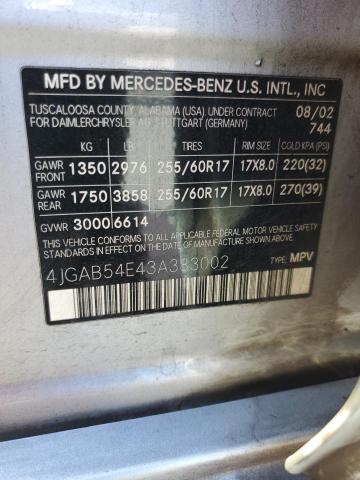 MFD BY MERCEDES-BENZ U.S. INTL., INC
TUSCALOOSA COUNTY, ALABAMA (USA). UNDER CONTRACT 08/02
FOR DAIMLERCHRYSLER AG, STUTTGART (GERMANY) 744
KG LB TIRES RIM SIZE COLD KPA (PSI)
GAWR FRONT 1350 2976 255/60R17 17X8.0 220(32)
GAWR REAR 1750 3858 255/60R17 17X8.0 270(39)
GVWR 3000 6614
THIS VEHICLE CONFORMS TO ALL APPLICABLE FEDERAL MOTOR VEHICLE SAFETY
STANDARDS IN EFFECT ON THE DATE OF MANUFACTURE SHOWN ABOVE.
4JGAB54E43A383002 TYPE: MPV